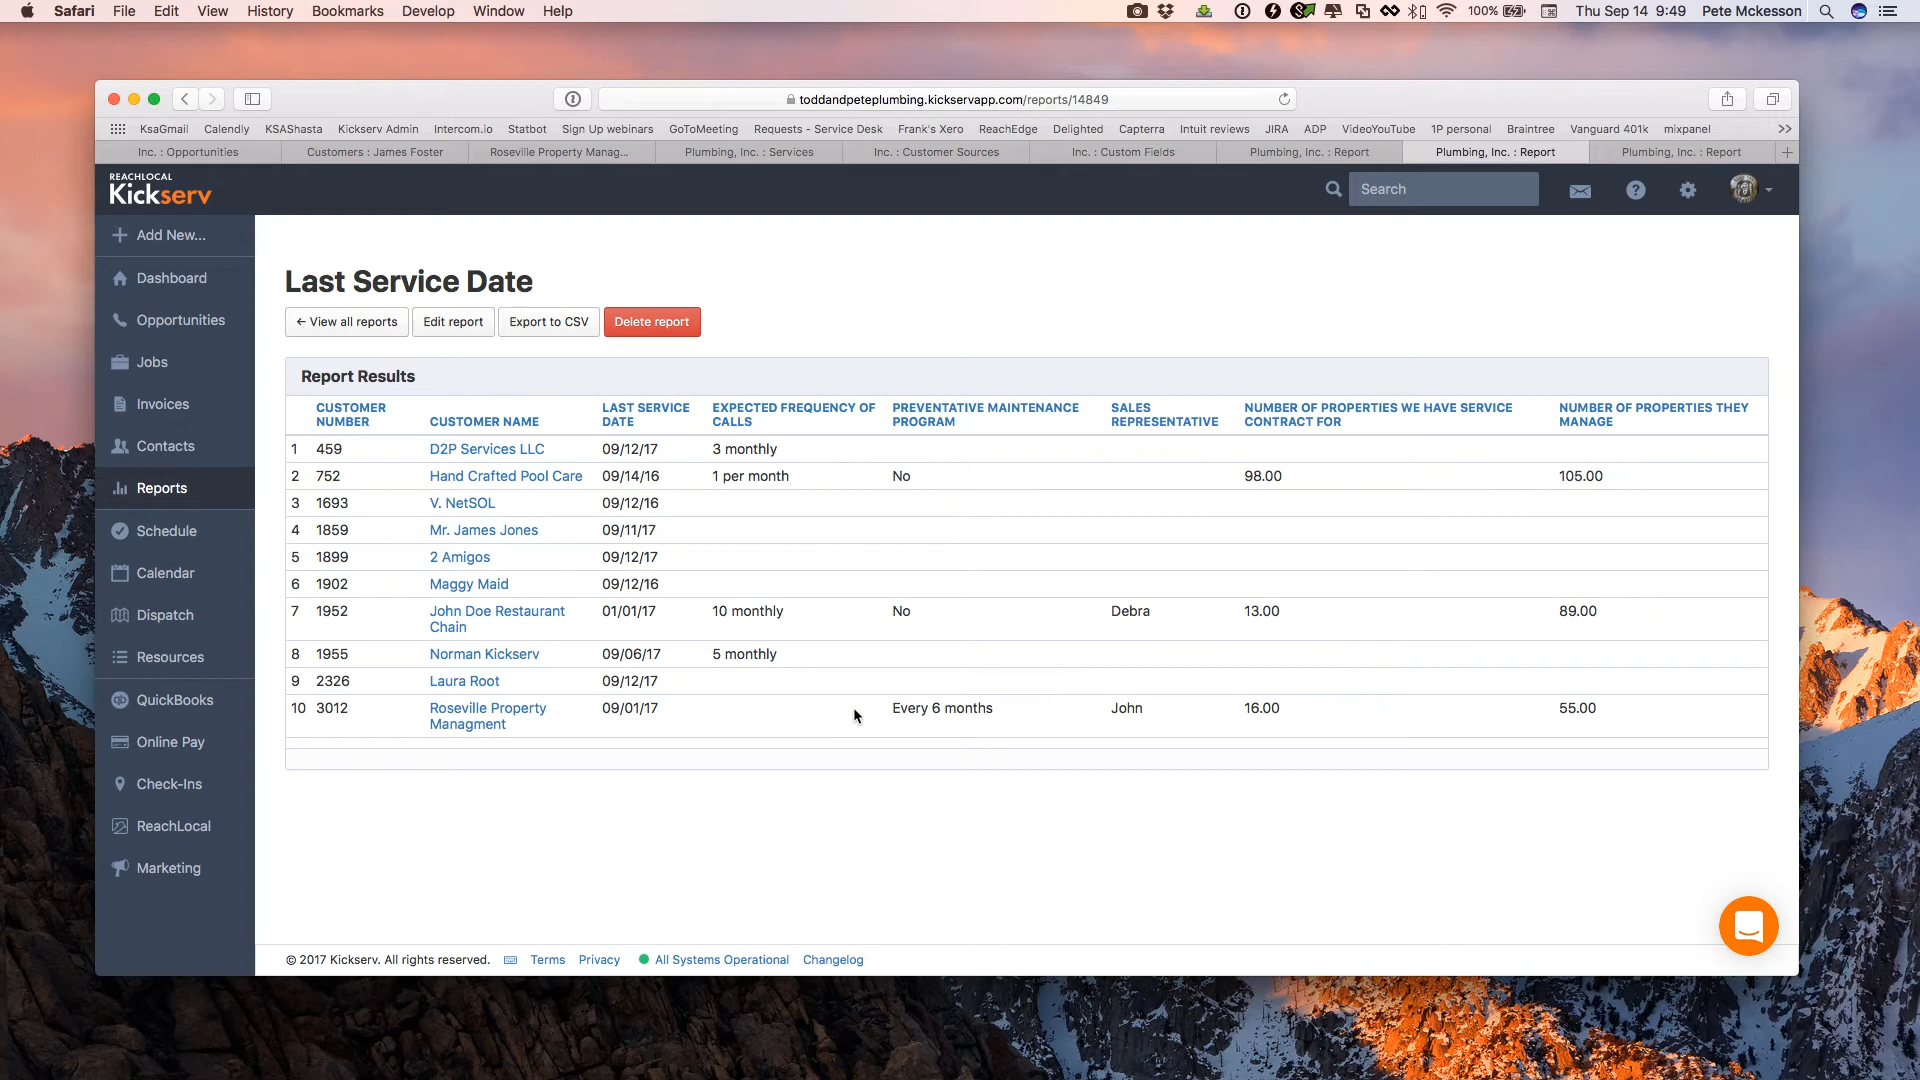 Safari File Edit View History Bookmarks Develop Window Help 100% Thu Sep 14 9:49 Pete Mckesson
toddandpeteplumbing.kickservapp.com/reports/14849
KsaGmail Calendly KSAShasta Kickserv Admin Intercom.io Statbot Sign Up webinars GoToMeeting Requests - Service Desk Frank's Xero ReachEdge Delighted Capterra Intuit reviews JIRA ADP VideoYouTube 1P personal Braintree Vanguard 401k mixpanel >>
Inc. : Opportunities Customers : James Foster Roseville Property Manag... Plumbing, Inc. : Services Inc. : Customer Sources Inc. : Custom Fields Plumbing, Inc. : Report Plumbing, Inc. : Report Plumbing, Inc. : Report +
REACHLOCAL
Kickserv
Search
Add New...
Dashboard
Opportunities
Jobs
Invoices
Contacts
Reports
Schedule
Calendar
Dispatch
Resources
QuickBooks
Online Pay
Check-Ins
ReachLocal
Marketing
Last Service Date
← View all reports Edit report Export to CSV Delete report
Report Results
CUSTOMER NUMBER CUSTOMER NAME LAST SERVICE DATE EXPECTED FREQUENCY OF CALLS PREVENTATIVE MAINTENANCE PROGRAM SALES REPRESENTATIVE NUMBER OF PROPERTIES WE HAVE SERVICE CONTRACT FOR NUMBER OF PROPERTIES THEY MANAGE
1 459 D2P Services LLC 09/12/17 3 monthly
2 752 Hand Crafted Pool Care 09/14/16 1 per month No 98.00 105.00
3 1693 V. NetSOL 09/12/16
4 1859 Mr. James Jones 09/11/17
5 1899 2 Amigos 09/12/17
6 1902 Maggy Maid 09/12/16
7 1952 John Doe Restaurant Chain 01/01/17 10 monthly No Debra 13.00 89.00
8 1955 Norman Kickserv 09/06/17 5 monthly
9 2326 Laura Root 09/12/17
10 3012 Roseville Property Managment 09/01/17 Every 6 months John 16.00 55.00
© 2017 Kickserv. All rights reserved. Terms Privacy All Systems Operational Changelog